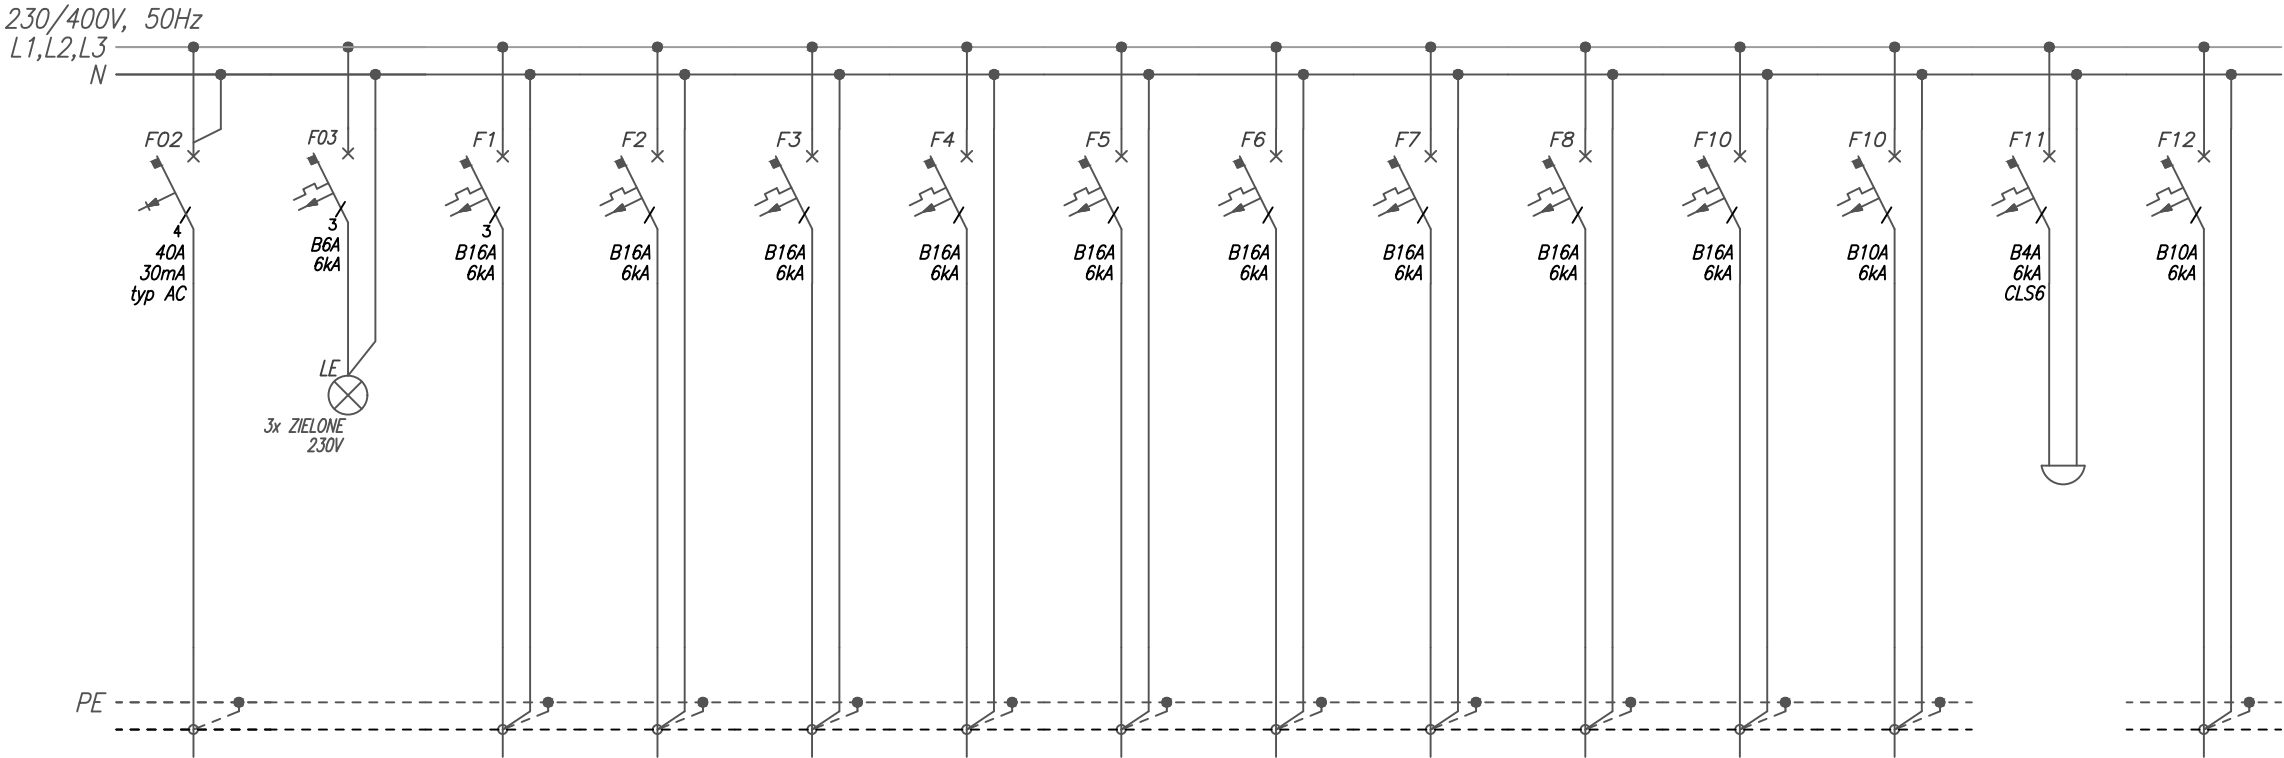 230/400V, 50Hz
L1,L2,L3
N
F02
F03
F1
F2
F3
F4
F5
F6
F7
F8
F10
F10
F11
F12
4
40A
30mA
typ AC
3
B6A
6kA
3
B16A
6kA
B16A
6kA
B16A
6kA
B16A
6kA
B16A
6kA
B16A
6kA
B16A
6kA
B16A
6kA
B16A
6kA
B10A
6kA
B4A
6kA
CLS6
B10A
6kA
LE
3x ZIELONE
230V
PE